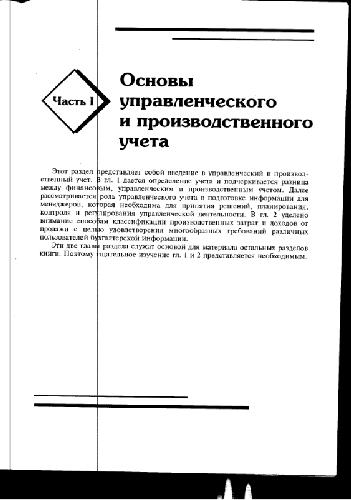 Часть I
Основы
управленческого
и производственного
учета
Этот раздел представляет собой введение в управленческий и производ-
ственный учет. В гл. 1 дается определение учета и подчеркивается разница
между финансовым, управленческим и производственным счетом. Далее
рассматривается роль управленческого учета в подготовке информации для
менеджеров, которая необходима для принятия решений, планирования,
контроля и регулирования управленческой деятельности. В гл. 2 уделено
внимание способам классификации производственных затрат и доходов от
продажи с целью удовлетворения многообразных требований различных
пользователей бухгалтерской информации.
Эти две главы раздела служат основой для материала остальных разделов
книги. Поэтому тщательное изучение гл. 1 и 2 представляется необходимым.